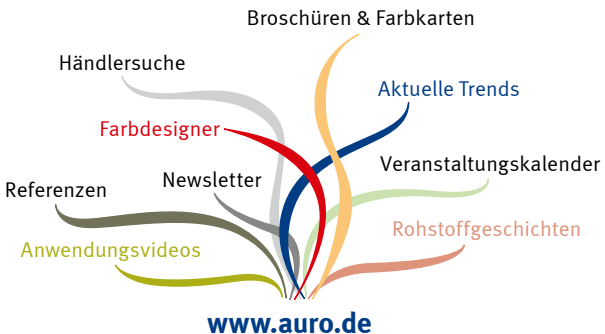 Broschüren & Farbkarten
Händlersuche
Aktuelle Trends
Farbdesigner
Veranstaltungskalender
Newsletter
Referenzen
Rohstoffgeschichten
Anwendungsvideos
www.auro.de